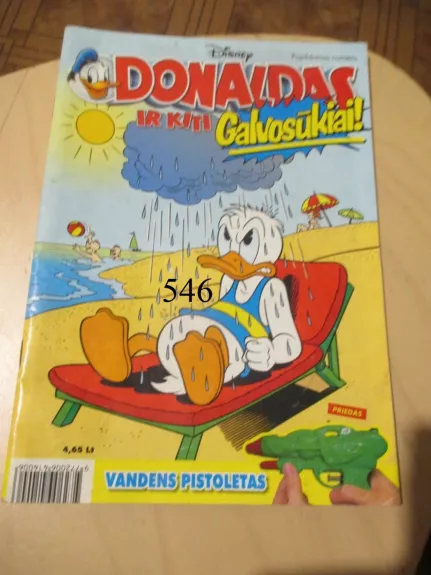 Disney
DONALDAS
IR KITI
Galvosūkiai!
546
PRIEDAS
4,65 Lt
VANDENS PISTOLETAS